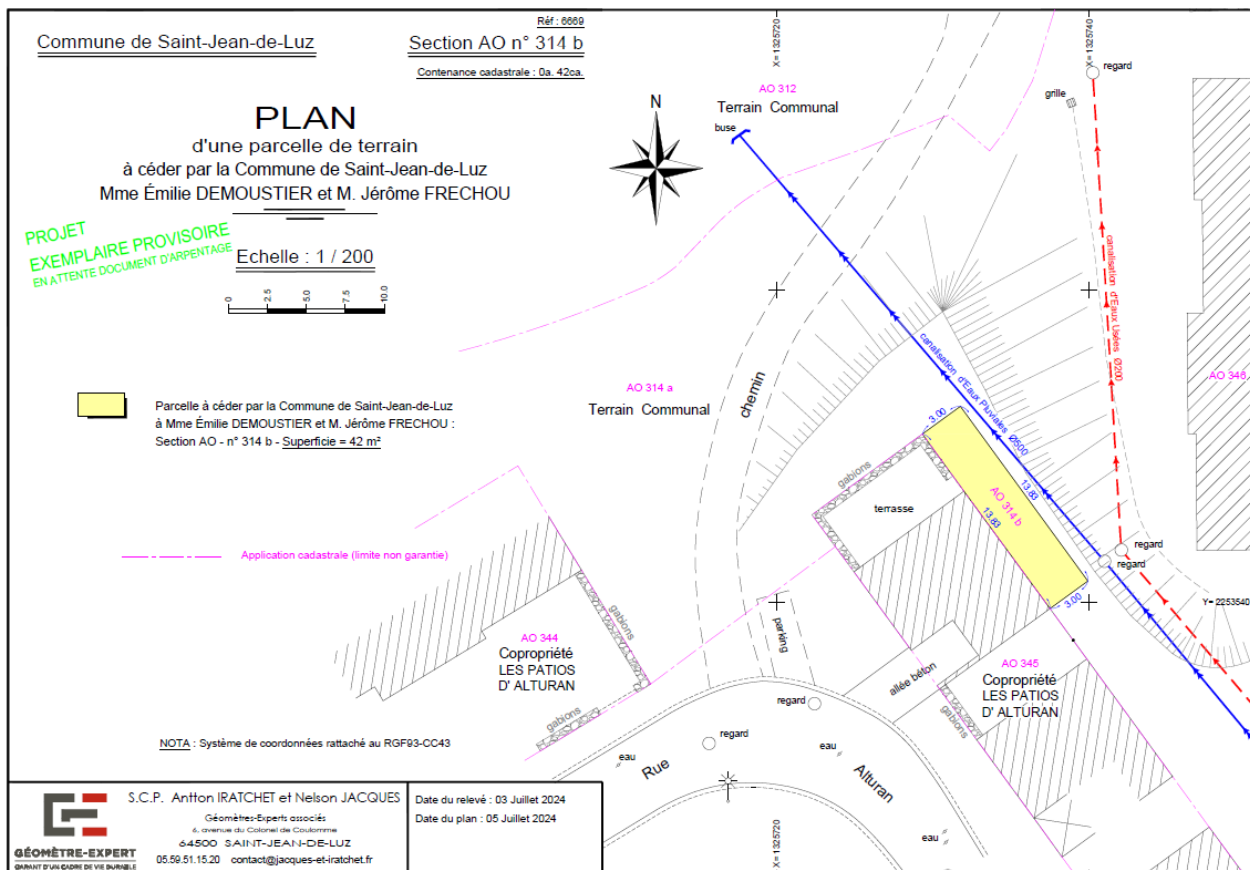 Réf : 6669
Commune de Saint-Jean-de-Luz
Section AO n° 314 b
Contenance cadastrale : 0a. 42ca.
PLAN
d'une parcelle de terrain
à céder par la Commune de Saint-Jean-de-Luz
Mme Émilie DEMOUSTIER et M. Jérôme FRECHOU
PROJET
EXEMPLAIRE PROVISOIRE
EN ATTENTE DOCUMENT D'ARPENTAGE
Echelle : 1 / 200
0 2.5 5.0 7.5 10.0
N
X = 1325720
X = 1325740
regard
grille
AO 312
Terrain Communal
buse
canalisation d'Eaux Usées Ø200
canalisation d'Eaux Pluviales Ø500
AO 346
AO 314 a
Terrain Communal
chemin
Parcelle à céder par la Commune de Saint-Jean-de-Luz
à Mme Émilie DEMOUSTIER et M. Jérôme FRECHOU :
Section AO - n° 314 b - Superficie = 42 m²
3.00
13.83
AO 314 b
13.83
3.00
gabions
terrasse
regard
regard
Y= 2253540
Application cadastrale (limite non garantie)
gabions
parking
AO 344
Copropriété
LES PATIOS
D' ALTURAN
gabions
allée béton
AO 345
Copropriété
LES PATIOS
D' ALTURAN
gabions
regard
regard
eau
Rue
eau
Alturan
eau
X = 1325720
NOTA : Système de coordonnées rattaché au RGF93-CC43
GÉOMÈTRE-EXPERT
GARANT D'UN CADRE DE VIE DURABLE
S.C.P. Antton IRATCHET et Nelson JACQUES
Géomètres-Experts associés
6, avenue du Colonel de Coulomme
64500 SAINT-JEAN-DE-LUZ
05.59.51.15.20 contact@jacques-et-iratchet.fr
Date du relevé : 03 Juillet 2024
Date du plan : 05 Juillet 2024